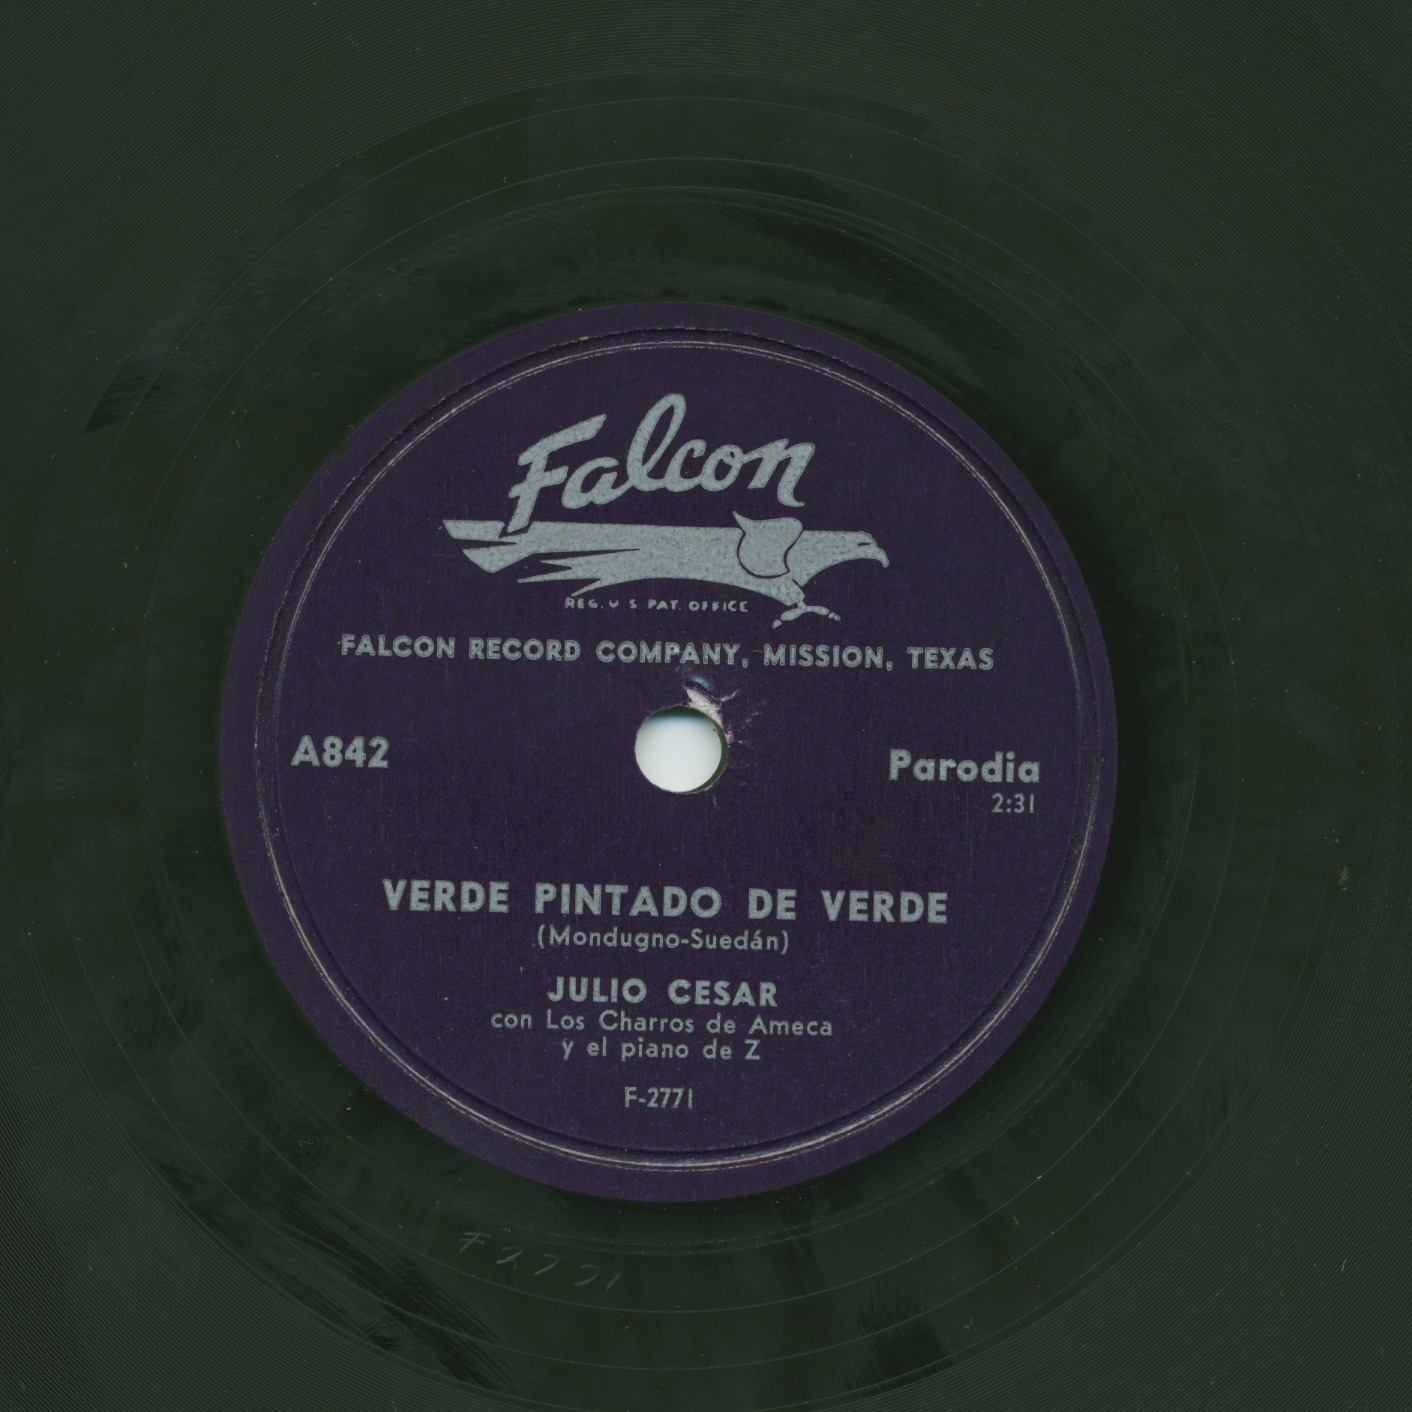 Falcon
REG. U S. PAT. OFFICE
FALCON RECORD COMPANY, MISSION, TEXAS
A842
Parodia
2:31
VERDE PINTADO DE VERDE
(Mondugno-Suedán)
JULIO CESAR
con Los Charros de Ameca
y el piano de Z
F-2771
F2771